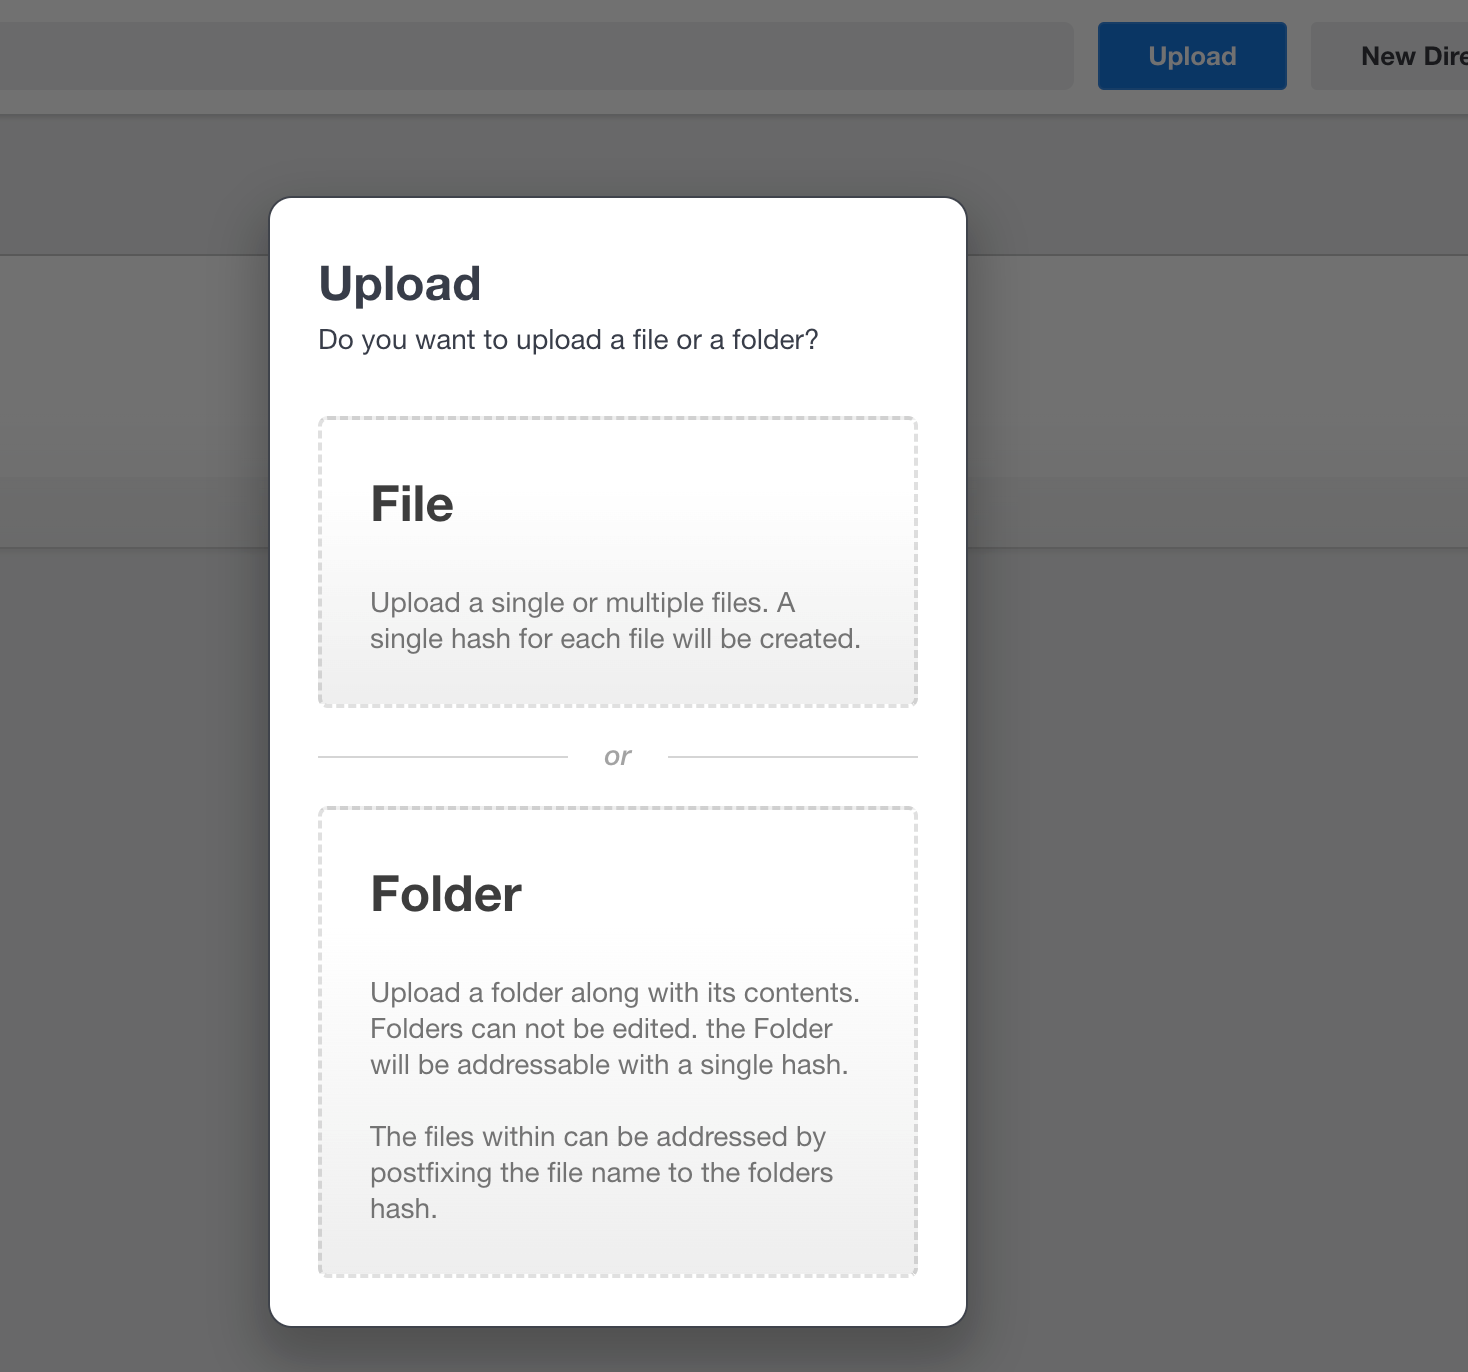 Upload
New Dire
Upload
Do you want to upload a file or a folder?
File
Upload a single or multiple files. A
single hash for each file will be created.
or
Folder
Upload a folder along with its contents.
Folders can not be edited. the Folder
will be addressable with a single hash.
The files within can be addressed by
postfixing the file name to the folders
hash.